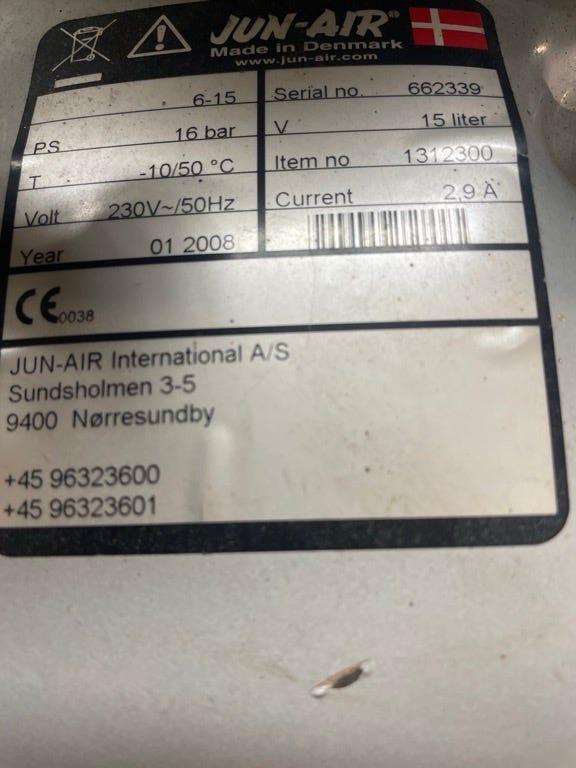 JUN-AIR®
Made in Denmark
www.jun-air.com
6-15
PS 16 bar
T -10/50 °C
Volt 230V~/50Hz
Year 01 2008
Serial no. 662339
V 15 liter
Item no 1312300
Current 2,9 A
CE 0038
JUN-AIR International A/S
Sundsholmen 3-5
9400 Nørresundby
+45 96323600
+45 96323601